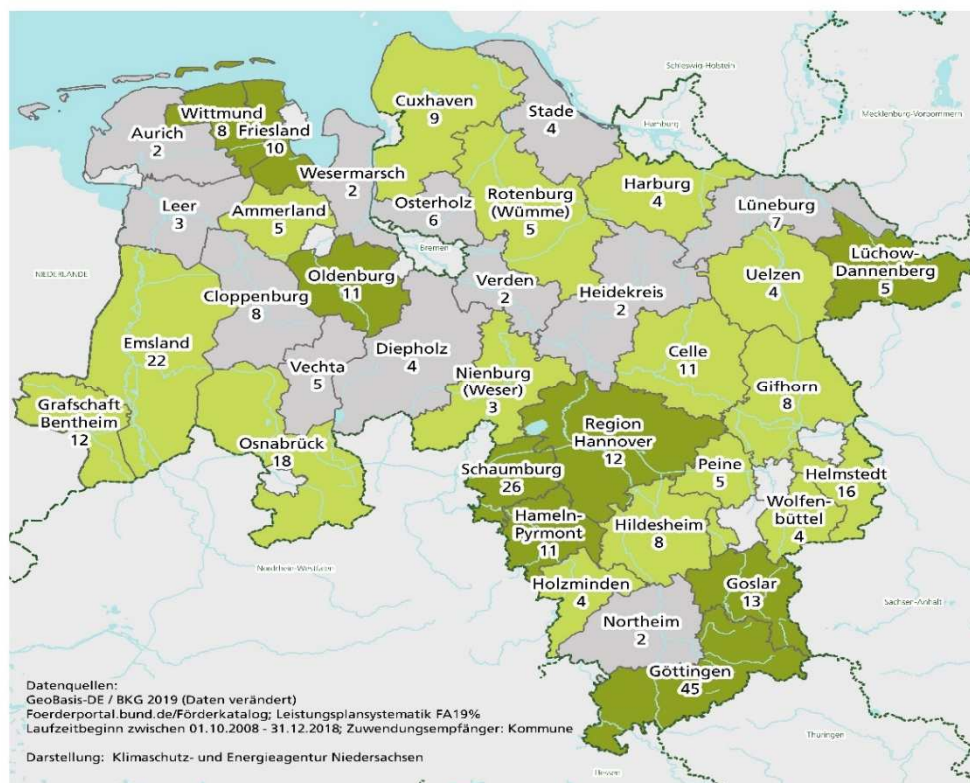 Schleswig-Holstein
Hamburg
Mecklenburg-Vorpommern
Cuxhaven
9
Stade
4
Wittmund
8
Friesland
10
Aurich
2
Wesermarsch
2
Osterholz
6
Rotenburg
(Wümme)
5
Harburg
4
Lüneburg
7
Leer
3
Ammerland
5
Bremen
Lüchow-
Dannenberg
5
NIEDERLANDE
Oldenburg
11
Verden
2
Heidekreis
2
Uelzen
4
Cloppenburg
8
Emsland
22
Vechta
5
Diepholz
4
Nienburg
(Weser)
3
Celle
11
Gifhorn
8
Grafschaft
Bentheim
12
Osnabrück
18
Region
Hannover
12
Schaumburg
26
Peine
5
Helmstedt
16
Wolfen-
büttel
4
Hameln-
Pyrmont
11
Hildesheim
8
Nordrhein-Westfalen
Holzminden
4
Goslar
13
Sachsen-Anhalt
Northeim
2
Göttingen
45
Thüringen
Hessen
Datenquellen:
GeoBasis-DE / BKG 2019 (Daten verändert)
Foerderportal.bund.de/Förderkatalog; Leistungsplansystematik FA19%
Laufzeitbeginn zwischen 01.10.2008 - 31.12.2018; Zuwendungsempfänger: Kommune
Darstellung: Klimaschutz- und Energieagentur Niedersachsen